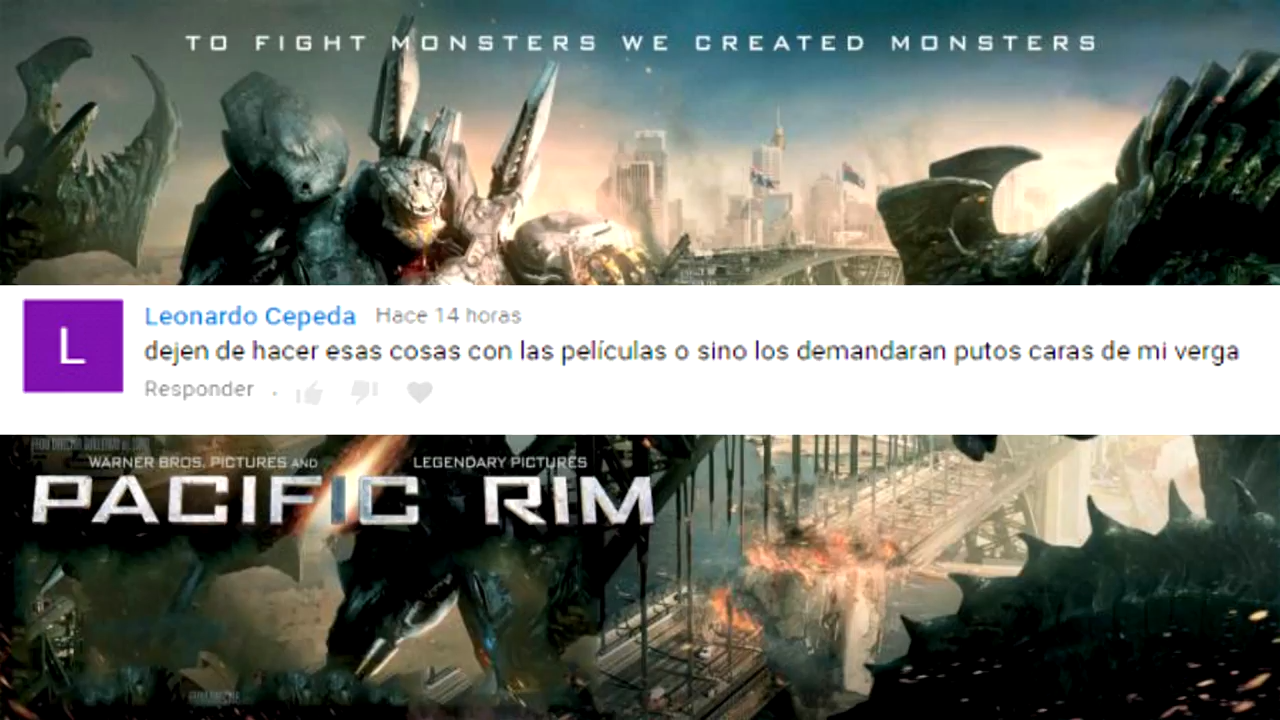 TO FIGHT MONSTERS WE CREATED MONSTERS
L
Leonardo Cepeda Hace 14 horas
dejen de hacer esas cosas con las películas o sino los demandaran putos caras de mi verga
Responder .
WARNER BROS. PICTURES AND LEGENDARY PICTURES
PACIFIC RIM